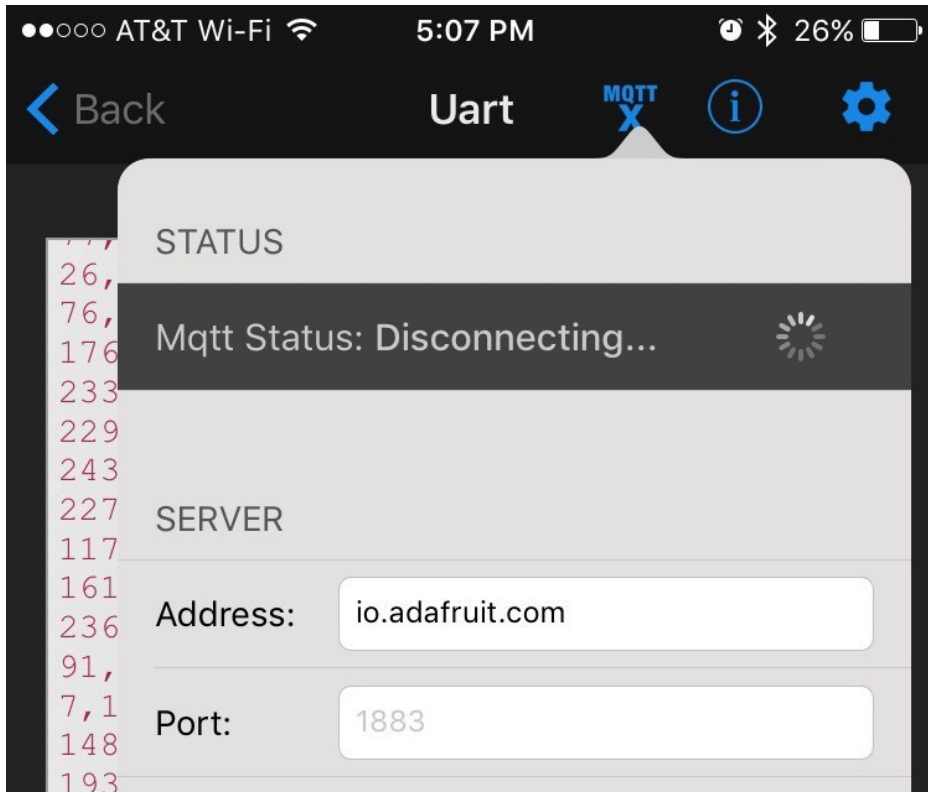 AT&T Wi-Fi 5:07 PM 26%
Back Uart MQTT X i
STATUS
26,
76,
Mqtt Status: Disconnecting...
176
233
229
243
227
SERVER
117
161
Address: io.adafruit.com
236
91,
7,1
Port: 1883
148
193